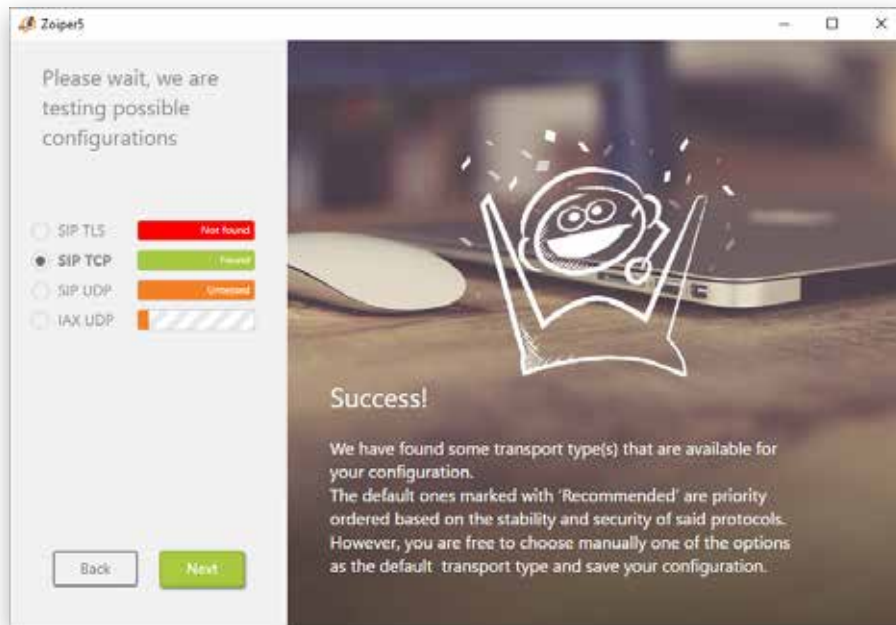 Zoiper5
Please wait, we are
testing possible
configurations
SIP TLS
Not found
SIP TCP
Found
SIP UDP
Untested
IAX UDP
Success!
We have found some transport type(s) that are available for
your configuration.
The default ones marked with 'Recommended' are priority
ordered based on the stability and security of said protocols.
However, you are free to choose manually one of the options
as the default transport type and save your configuration.
Back
Next